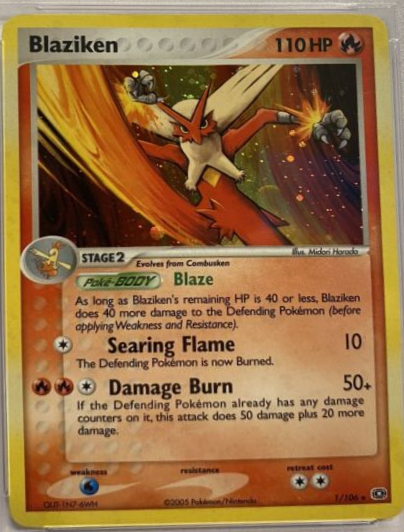 Blaziken 110 HP
Illus. Midori Harada
STAGE2 Evolves from Combusken
Poké-BODY Blaze
As long as Blaziken's remaining HP is 40 or less, Blaziken
does 40 more damage to the Defending Pokémon (before
applying Weakness and Resistance).
Searing Flame 10
The Defending Pokémon is now Burned.
Damage Burn 50+
If the Defending Pokémon already has any damage
counters on it, this attack does 50 damage plus 20 more
damage.
weakness resistance retreat cost
©2005 Pokémon/Nintendo 1/106 ★